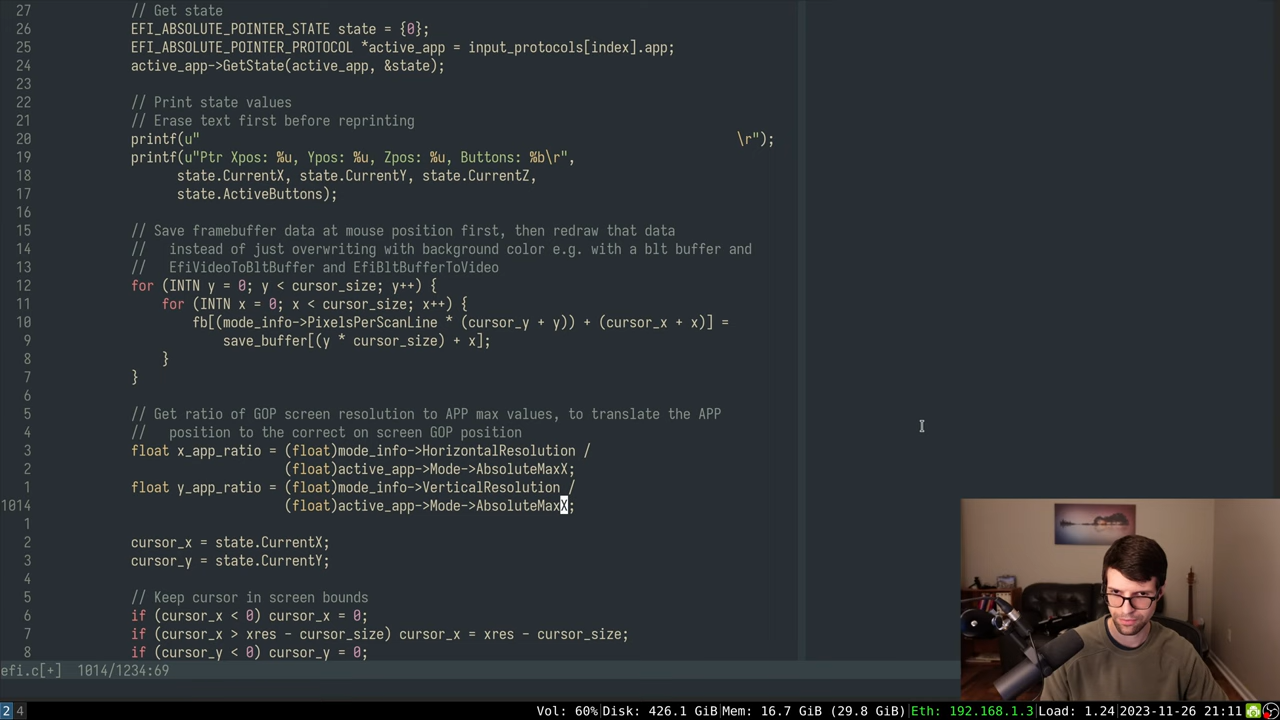 27 // Get state
26 EFI_ABSOLUTE_POINTER_STATE state = {0};
25 EFI_ABSOLUTE_POINTER_PROTOCOL *active_app = input_protocols[index].app;
24 active_app->GetState(active_app, &state);
23
22 // Print state values
21 // Erase text first before reprinting
20 printf(u"                                                                      \r");
19 printf(u"Ptr Xpos: %u, Ypos: %u, Zpos: %u, Buttons: %b\r",
18 state.CurrentX, state.CurrentY, state.CurrentZ,
17 state.ActiveButtons);
16
15 // Save framebuffer data at mouse position first, then redraw that data
14 //   instead of just overwriting with background color e.g. with a blt buffer and
13 //   EfiVideoToBltBuffer and EfiBltBufferToVideo
12 for (INTN y = 0; y < cursor_size; y++) {
11 for (INTN x = 0; x < cursor_size; x++) {
10 fb[(mode_info->PixelsPerScanLine * (cursor_y + y)) + (cursor_x + x)] =
9 save_buffer[(y * cursor_size) + x];
8 }
7 }
6
5 // Get ratio of GOP screen resolution to APP max values, to translate the APP
4 //   position to the correct on screen GOP position
3 float x_app_ratio = (float)mode_info->HorizontalResolution /
2 (float)active_app->Mode->AbsoluteMaxX;
1 float y_app_ratio = (float)mode_info->VerticalResolution /
1014 (float)active_app->Mode->AbsoluteMaxX;
1
2 cursor_x = state.CurrentX;
3 cursor_y = state.CurrentY;
4
5 // Keep cursor in screen bounds
6 if (cursor_x < 0) cursor_x = 0;
7 if (cursor_x > xres - cursor_size) cursor_x = xres - cursor_size;
8 if (cursor_y < 0) cursor_y = 0;
efi.c[+] 1014/1234:69
2 4 Vol: 60%|Disk: 426.1 GiB|Mem: 16.7 GiB (29.8 GiB)|Eth: 192.168.1.3|Load: 1.24|2023-11-26 21:11